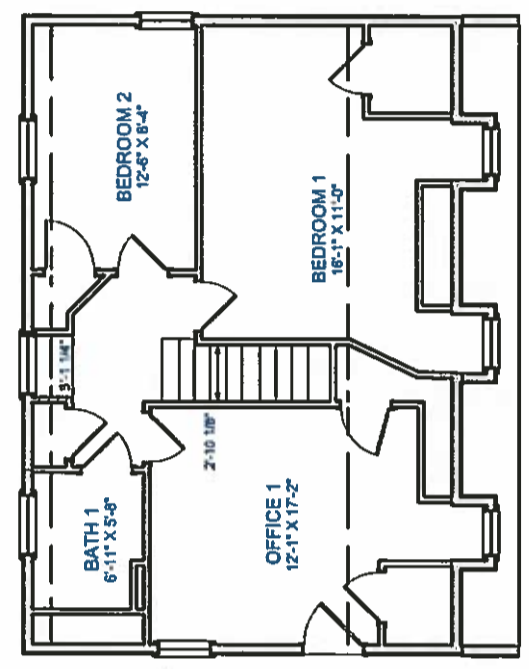 BEDROOM 2
12'-6" X 8'-4"
BEDROOM 1
16'-1" X 11'-0"
3'-1 1/4"
2'-10 1/8"
BATH 1
6'-11" X 5'-8"
OFFICE 1
12'-1" X 17'-2"